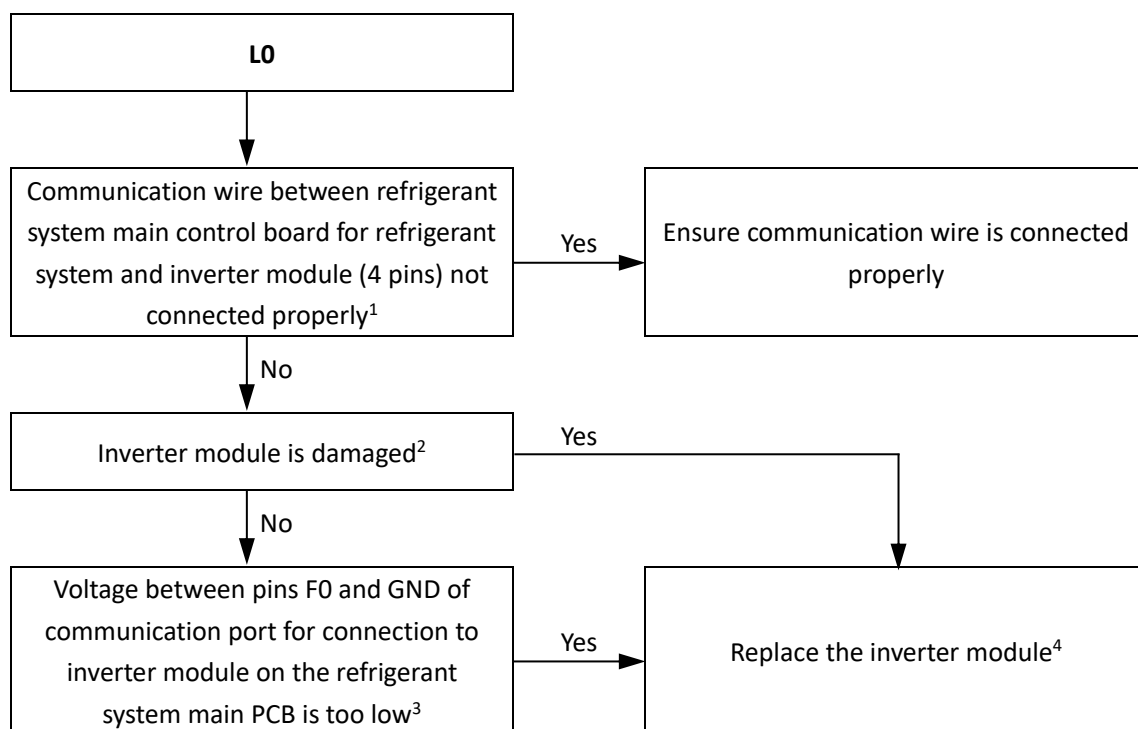 L0
Communication wire between refrigerant
system main control board for refrigerant
system and inverter module (4 pins) not
connected properly¹
Yes
Ensure communication wire is connected
properly
No
Inverter module is damaged²
Yes
No
Voltage between pins F0 and GND of
communication port for connection to
inverter module on the refrigerant
system main PCB is too low³
Yes
Replace the inverter module⁴